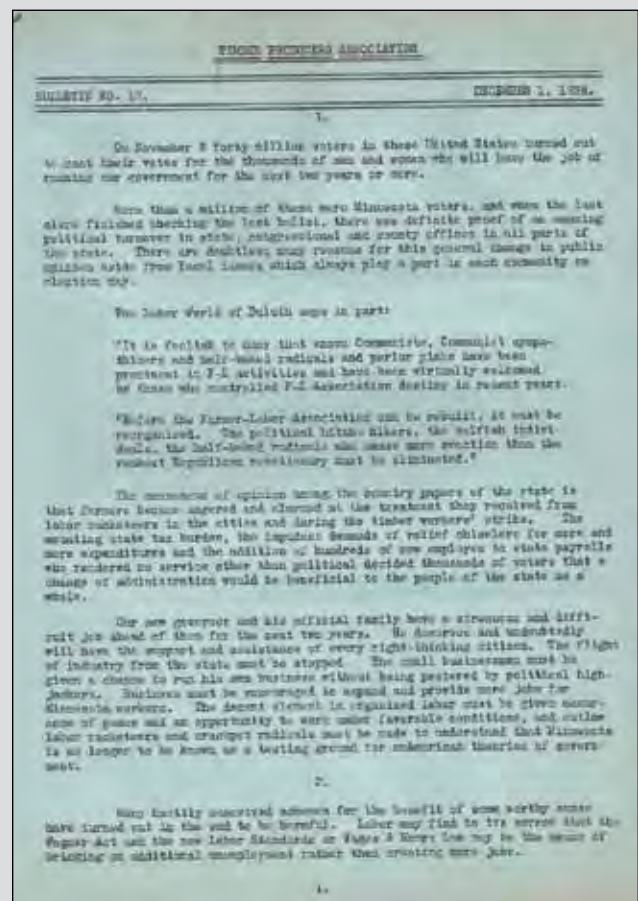 TIMBER PRODUCERS ASSOCIATION
BULLETIN NO. 17. DECEMBER 1, 1938.
1.
On November 8 forty million voters in these United States turned out
to cast their votes for the thousands of men and women who will have the job of
running our government for the next two years or more.
More than a million of these were Minnesota voters, and when the last
clerk finished checking the last ballot, there was definite proof of an amazing
political turnover in state, congressional and county offices in all parts of
the state. There are doubtless many reasons for this general change in public
opinion aside from local issues which always play a part in each community on
election day.
The Labor World of Duluth says in part:
"It is foolish to deny that known Communists, Communist sympa-
thizers and half-baked radicals and parlor pinks have been
prominent in F-L activities and have been virtually welcomed
by those who controlled F-L Association destiny in recent years.
"Before the Farmer-Labor Association can be rebuilt, it must be
reorganized. The political hitch-hikers, the selfish indivi-
duals, the half-baked radicals who cause more reaction than the
rankest Republican reactionary must be eliminated."
The consensus of opinion among the country papers of the state is
that farmers became angered and alarmed at the treatment they received from
labor racketeers in the cities and during the timber workers' strike. The
mounting state tax burden, the impudent demands of relief chiselers for more and
more expenditures and the addition of hundreds of new employes to state payrolls
who rendered no service other than political decided thousands of voters that a
change of administration would be beneficial to the people of the state as a
whole.
Our new governor and his official family have a strenuous and diffi-
cult job ahead of them for the next two years. He deserves and undoubtedly
will have the support and assistance of every right-thinking citizen. The flight
of industry from the state must be stopped. The small businessman must be
given a chance to run his own business without being pestered by political high-
jackers. Business must be encouraged to expand and provide more jobs for
Minnesota workers. The decent element in organized labor must be given assur-
ance of peace and an opportunity to work under favorable conditions, and outlaw
labor racketeers and crackpot radicals must be made to understand that Minnesota
is no longer to be known as a testing ground for theories of govern-
ment.
2.
Many hastily conceived schemes for the benefit of some worthy cause
have turned out in the end to be harmful. Labor may find to its sorrow that the
Wagner Act and the new Labor Standards or Wages & Hours law may be the means of
bringing on additional unemployment rather than creating more jobs.
1.